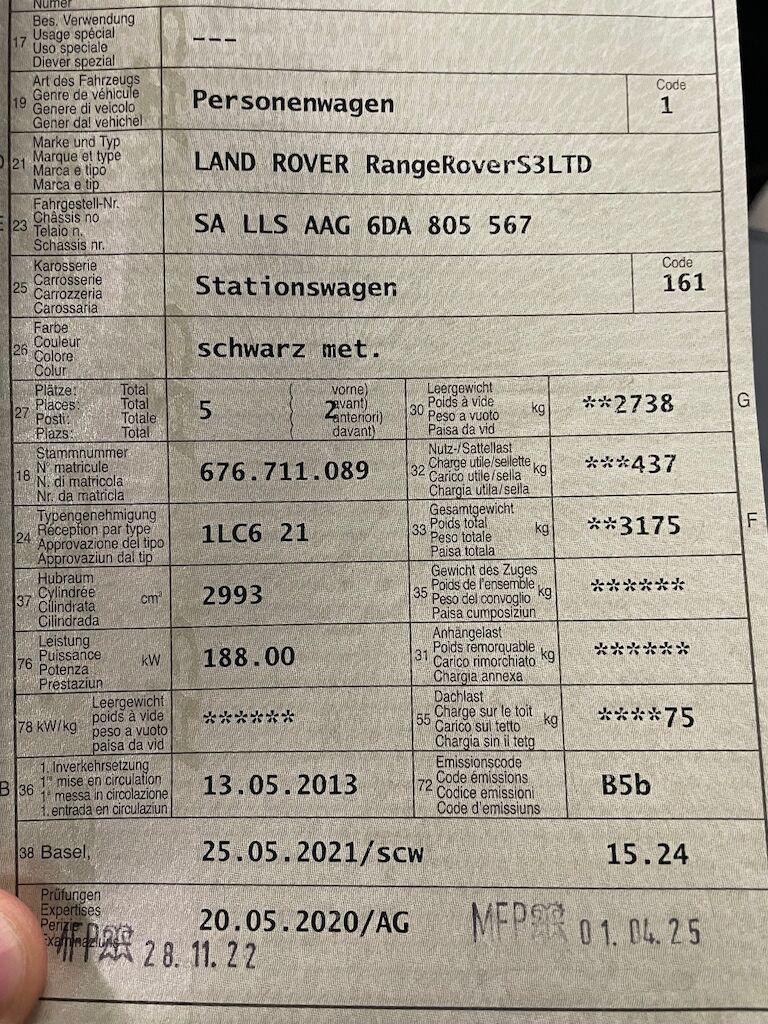 Numer
17 Bes. Verwendung
Usage spécial
Uso speciale
Diever spezial
---
19 Art des Fahrzeugs
Genre de véhicule
Genere di veicolo
Gener da! vehichel
Personenwagen
Code
1
21 Marke und Typ
Marque et type
Marca e tipo
Marca e tip
LAND ROVER RangeRoverS3LTD
23 Fahrgestell-Nr.
Châssis no
Telaio n.
Schassis nr.
SA LLS AAG 6DA 805 567
25 Karosserie
Carrosserie
Carrozzeria
Carossaria
Stationswagen
Code
161
26 Farbe
Couleur
Colore
Colur
schwarz met.
27 Plätze: Total
Places: Total
Posti: Totale
Plazs: Total
5
( vorne)
2 avant)
anteriori)
( davant)
30 Leergewicht
Poids à vide
Peso a vuoto
Paisa da vid
kg
**2738
G
18 Stammnummer
N° matricule
N. di matricola
Nr. da matricla
676.711.089
32 Nutz-/Sattellast
Charge utile/sellette
Carico utile/sella
Chargia utila/sella
kg
***437
24 Typengenehmigung
Réception par type
Approvazione del tipo
Approvaziun dal tip
1LC6 21
33 Gesamtgewicht
Poids total
Peso totale
Paisa totala
kg
**3175
F
37 Hubraum
Cylindrée
Cilindrata
Cilindrada
cm³
2993
35 Gewicht des Zuges
Poids de l'ensemble
Peso del convoglio
Paisa cumposiziun
kg
******
76 Leistung
Puissance
Potenza
Prestaziun
kW
188.00
31 Anhängelast
Poids remorquable
Carico rimorchiato
Chargia annexa
kg
******
78 kW/kg
Leergewicht
poids à vide
peso a vuoto
paisa da vid
******
55 Dachlast
Charge sur le toit
Carico sul tetto
Chargia sin il tetg
kg
****75
B
36 1. Inverkehrsetzung
1re mise en circulation
1a messa in circolazione
1. entrada en circulaziun
13.05.2013
72 Emissionscode
Code émissions
Codice emissioni
Code d'emissiuns
B5b
38 Basel,
25.05.2021/scw
15.24
Prüfungen
Expertises
Perizie
Examinaziuns
20.05.2020/AG
MFP 01.04.25
MFP 28.11.22